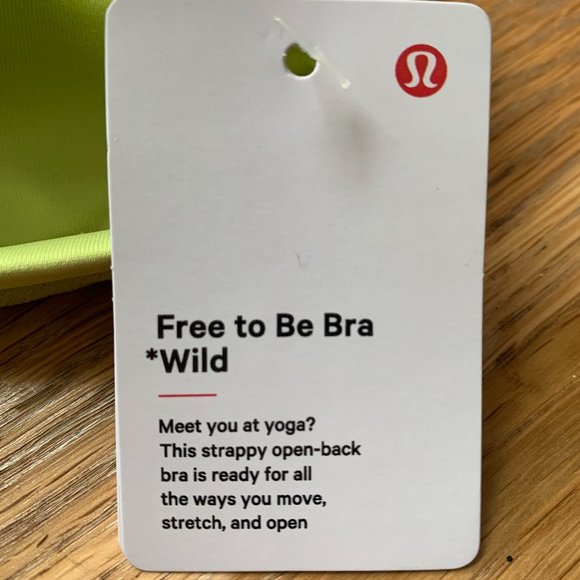 Free to Be Bra
*Wild
Meet you at yoga?
This strappy open-back
bra is ready for all
the ways you move,
stretch, and open